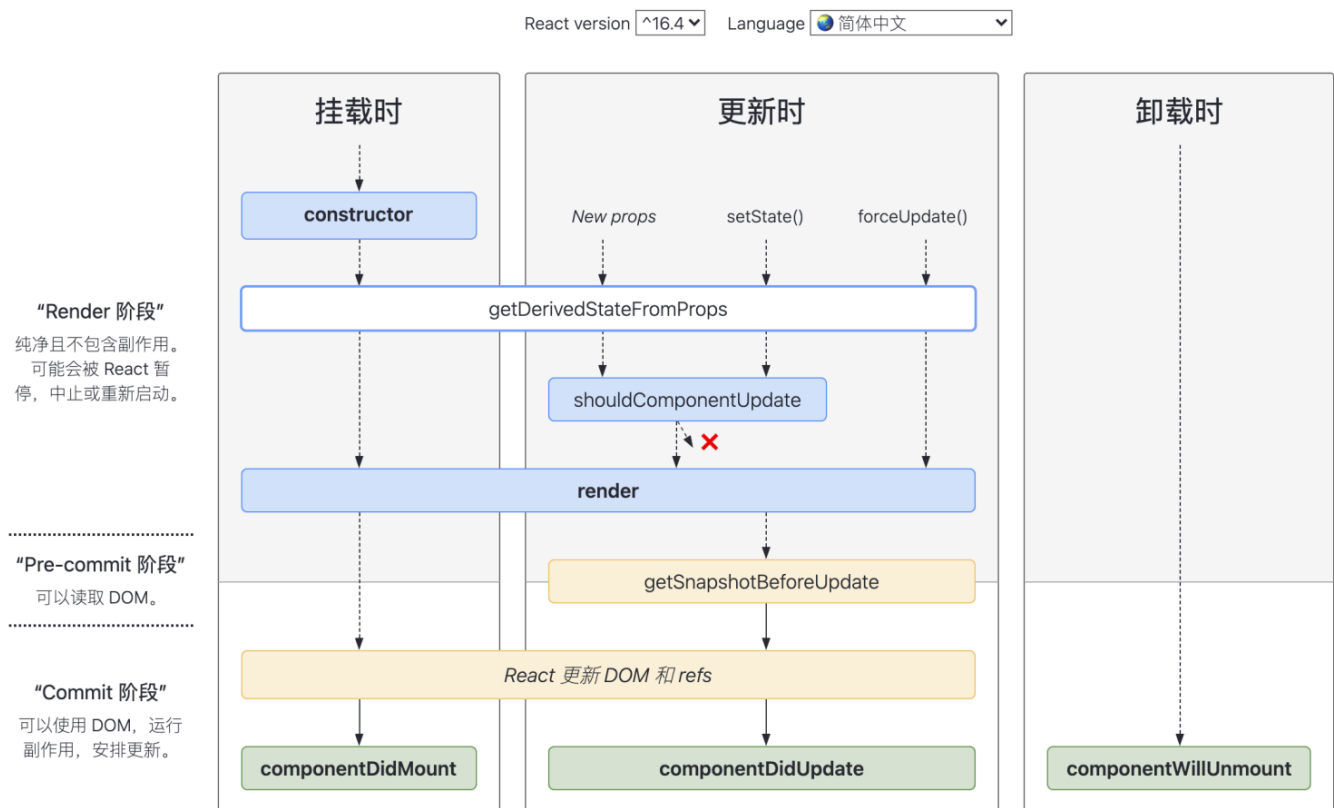 React version ^16.4 Language 🌏 简体中文
挂载时
更新时
卸载时
constructor
New props
setState()
forceUpdate()
getDerivedStateFromProps
“Render 阶段”
纯净且不包含副作用。
可能会被 React 暂
停，中止或重新启动。
shouldComponentUpdate
render
“Pre-commit 阶段”
可以读取 DOM。
getSnapshotBeforeUpdate
React 更新 DOM 和 refs
“Commit 阶段”
可以使用 DOM，运行
副作用，安排更新。
componentDidMount
componentDidUpdate
componentWillUnmount